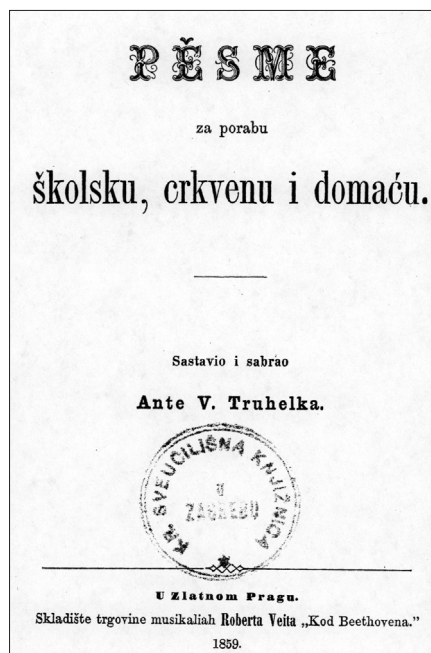 PĚSME
za porabu
školsku, crkvenu i domaću.
Sastavio i sabrao
Ante V. Truhelka.
KR. SVEUČILIŠNA KNJIŽNICA
U
ZAGREBU
U Zlatnom Pragu.
Skladište trgovine musikaliah Roberta Veita „Kod Beethovena.”
1859.